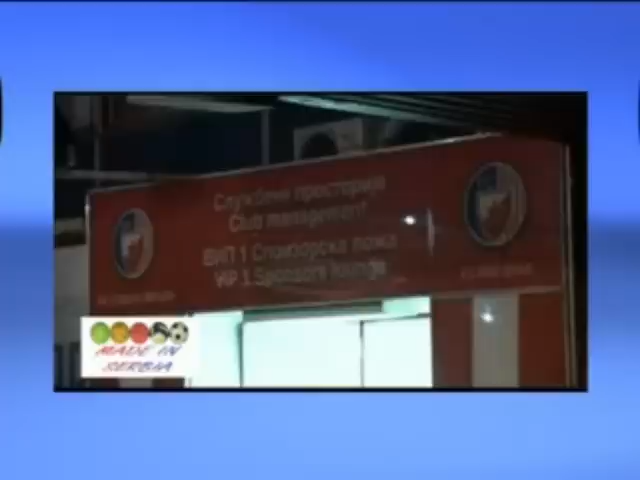 Службене просторије
Club management
ВИП 1 Спонзорска ложа
VIP 1 Sponsors lounge
MADE IN
SERBIA